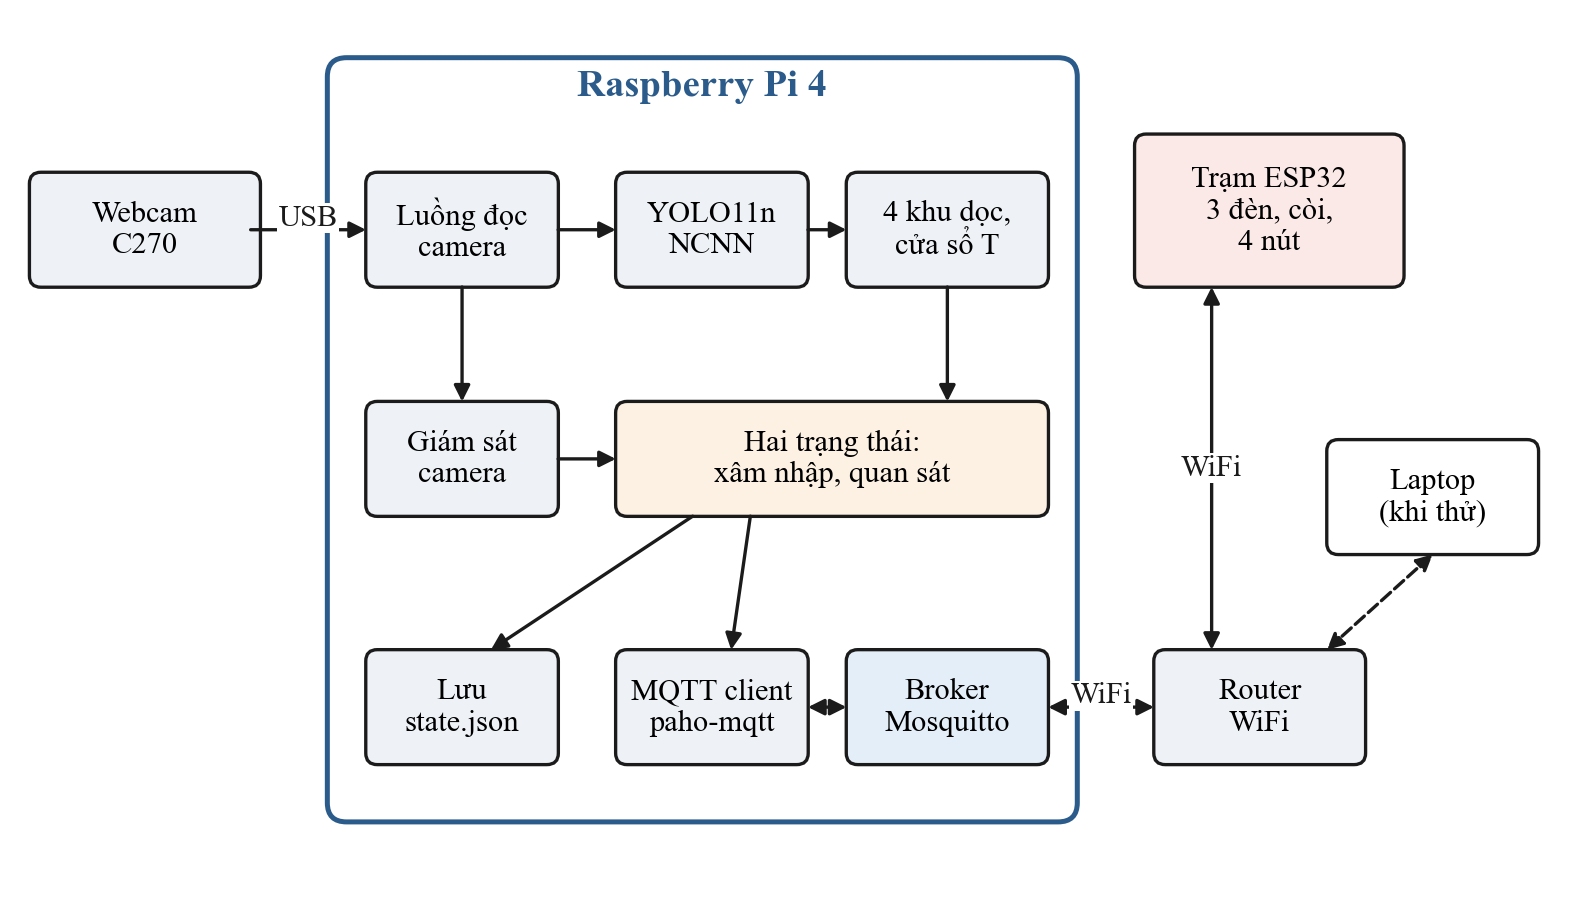 Raspberry Pi 4
Webcam
C270
USB
Luồng đọc
camera
YOLO11n
NCNN
4 khu dọc,
cửa sổ T
Trạm ESP32
3 đèn, còi,
4 nút
Giám sát
camera
Hai trạng thái:
xâm nhập, quan sát
WiFi
Laptop
(khi thử)
Lưu
state.json
MQTT client
paho-mqtt
Broker
Mosquitto
WiFi
Router
WiFi